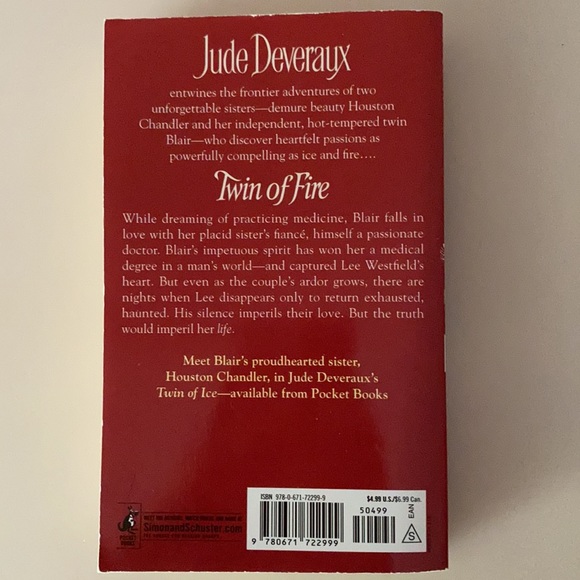 Jude Deveraux
entwines the frontier adventures of two
unforgettable sisters—demure beauty Houston
Chandler and her independent, hot-tempered twin
Blair—who discover heartfelt passions as
powerfully compelling as ice and fire....
Twin of Fire
While dreaming of practicing medicine, Blair falls in
love with her placid sister's fiancé, himself a passionate
doctor. Blair's impetuous spirit has won her a medical
degree in a man's world—and captured Lee Westfield's
heart. But even as the couple's ardor grows, there are
nights when Lee disappears only to return exhausted,
haunted. His silence imperils their love. But the truth
would imperil her life.
Meet Blair's proudhearted sister,
Houston Chandler, in Jude Deveraux's
Twin of Ice—available from Pocket Books
ISBN 978-0-671-72299-9
$4.99 U.S./$6.99 Can.
50499
EAN
S
9 780671 722999
POCKET
BOOKS
SimonandSchuster.com